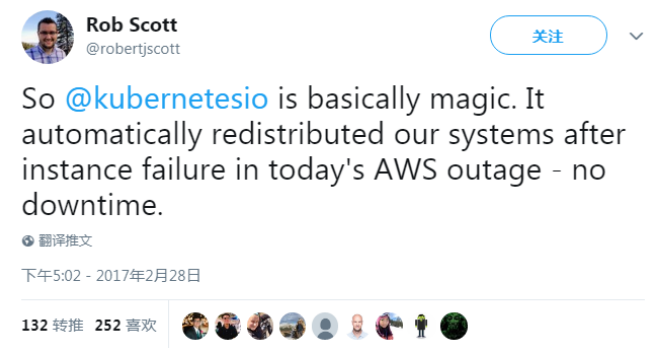 Rob Scott
@robertjscott
关注
So @kubernetesio is basically magic. It
automatically redistributed our systems after
instance failure in today's AWS outage - no
downtime.
翻译推文
下午5:02 - 2017年2月28日
132 转推 252 喜欢